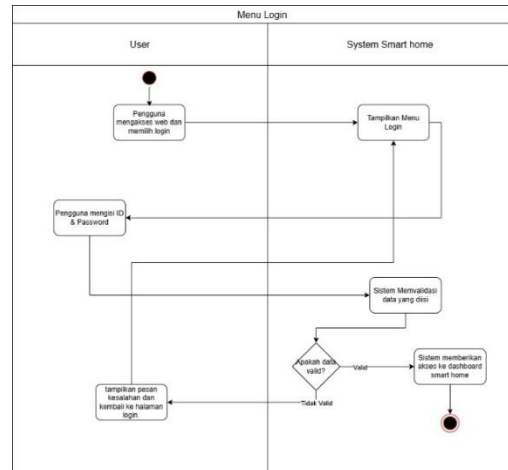 Menu Login
User
System Smart home
Pengguna
mengakses web dan
memilih login
Tampilkan Menu
Login
Pengguna mengisi ID
& Password
Sistem Memvalidasi
data yang diisi
Apakah data
valid?
Valid
Sistem memberikan
akses ke dashboard
smart home
Tidak Valid
tampilkan pesan
kesalahan dan
kembali ke halaman
login